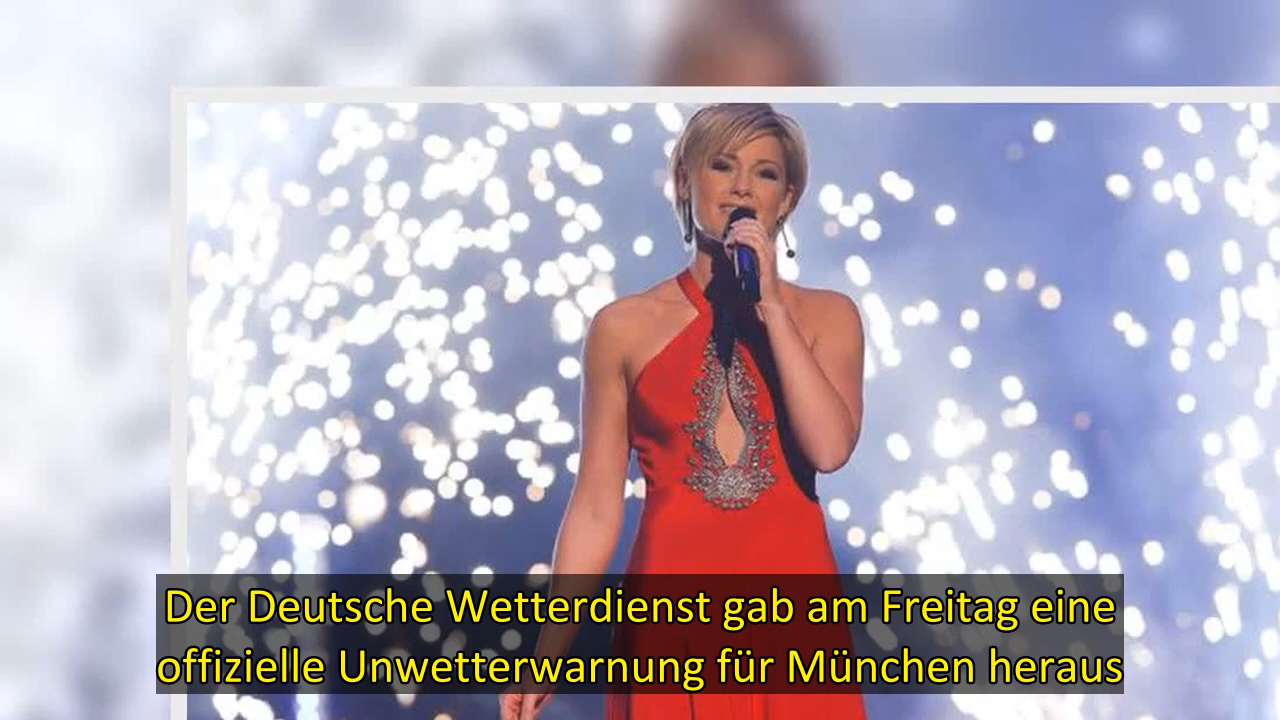 Der Deutsche Wetterdienst gab am Freitag eine
offizielle Unwetterwarnung für München heraus